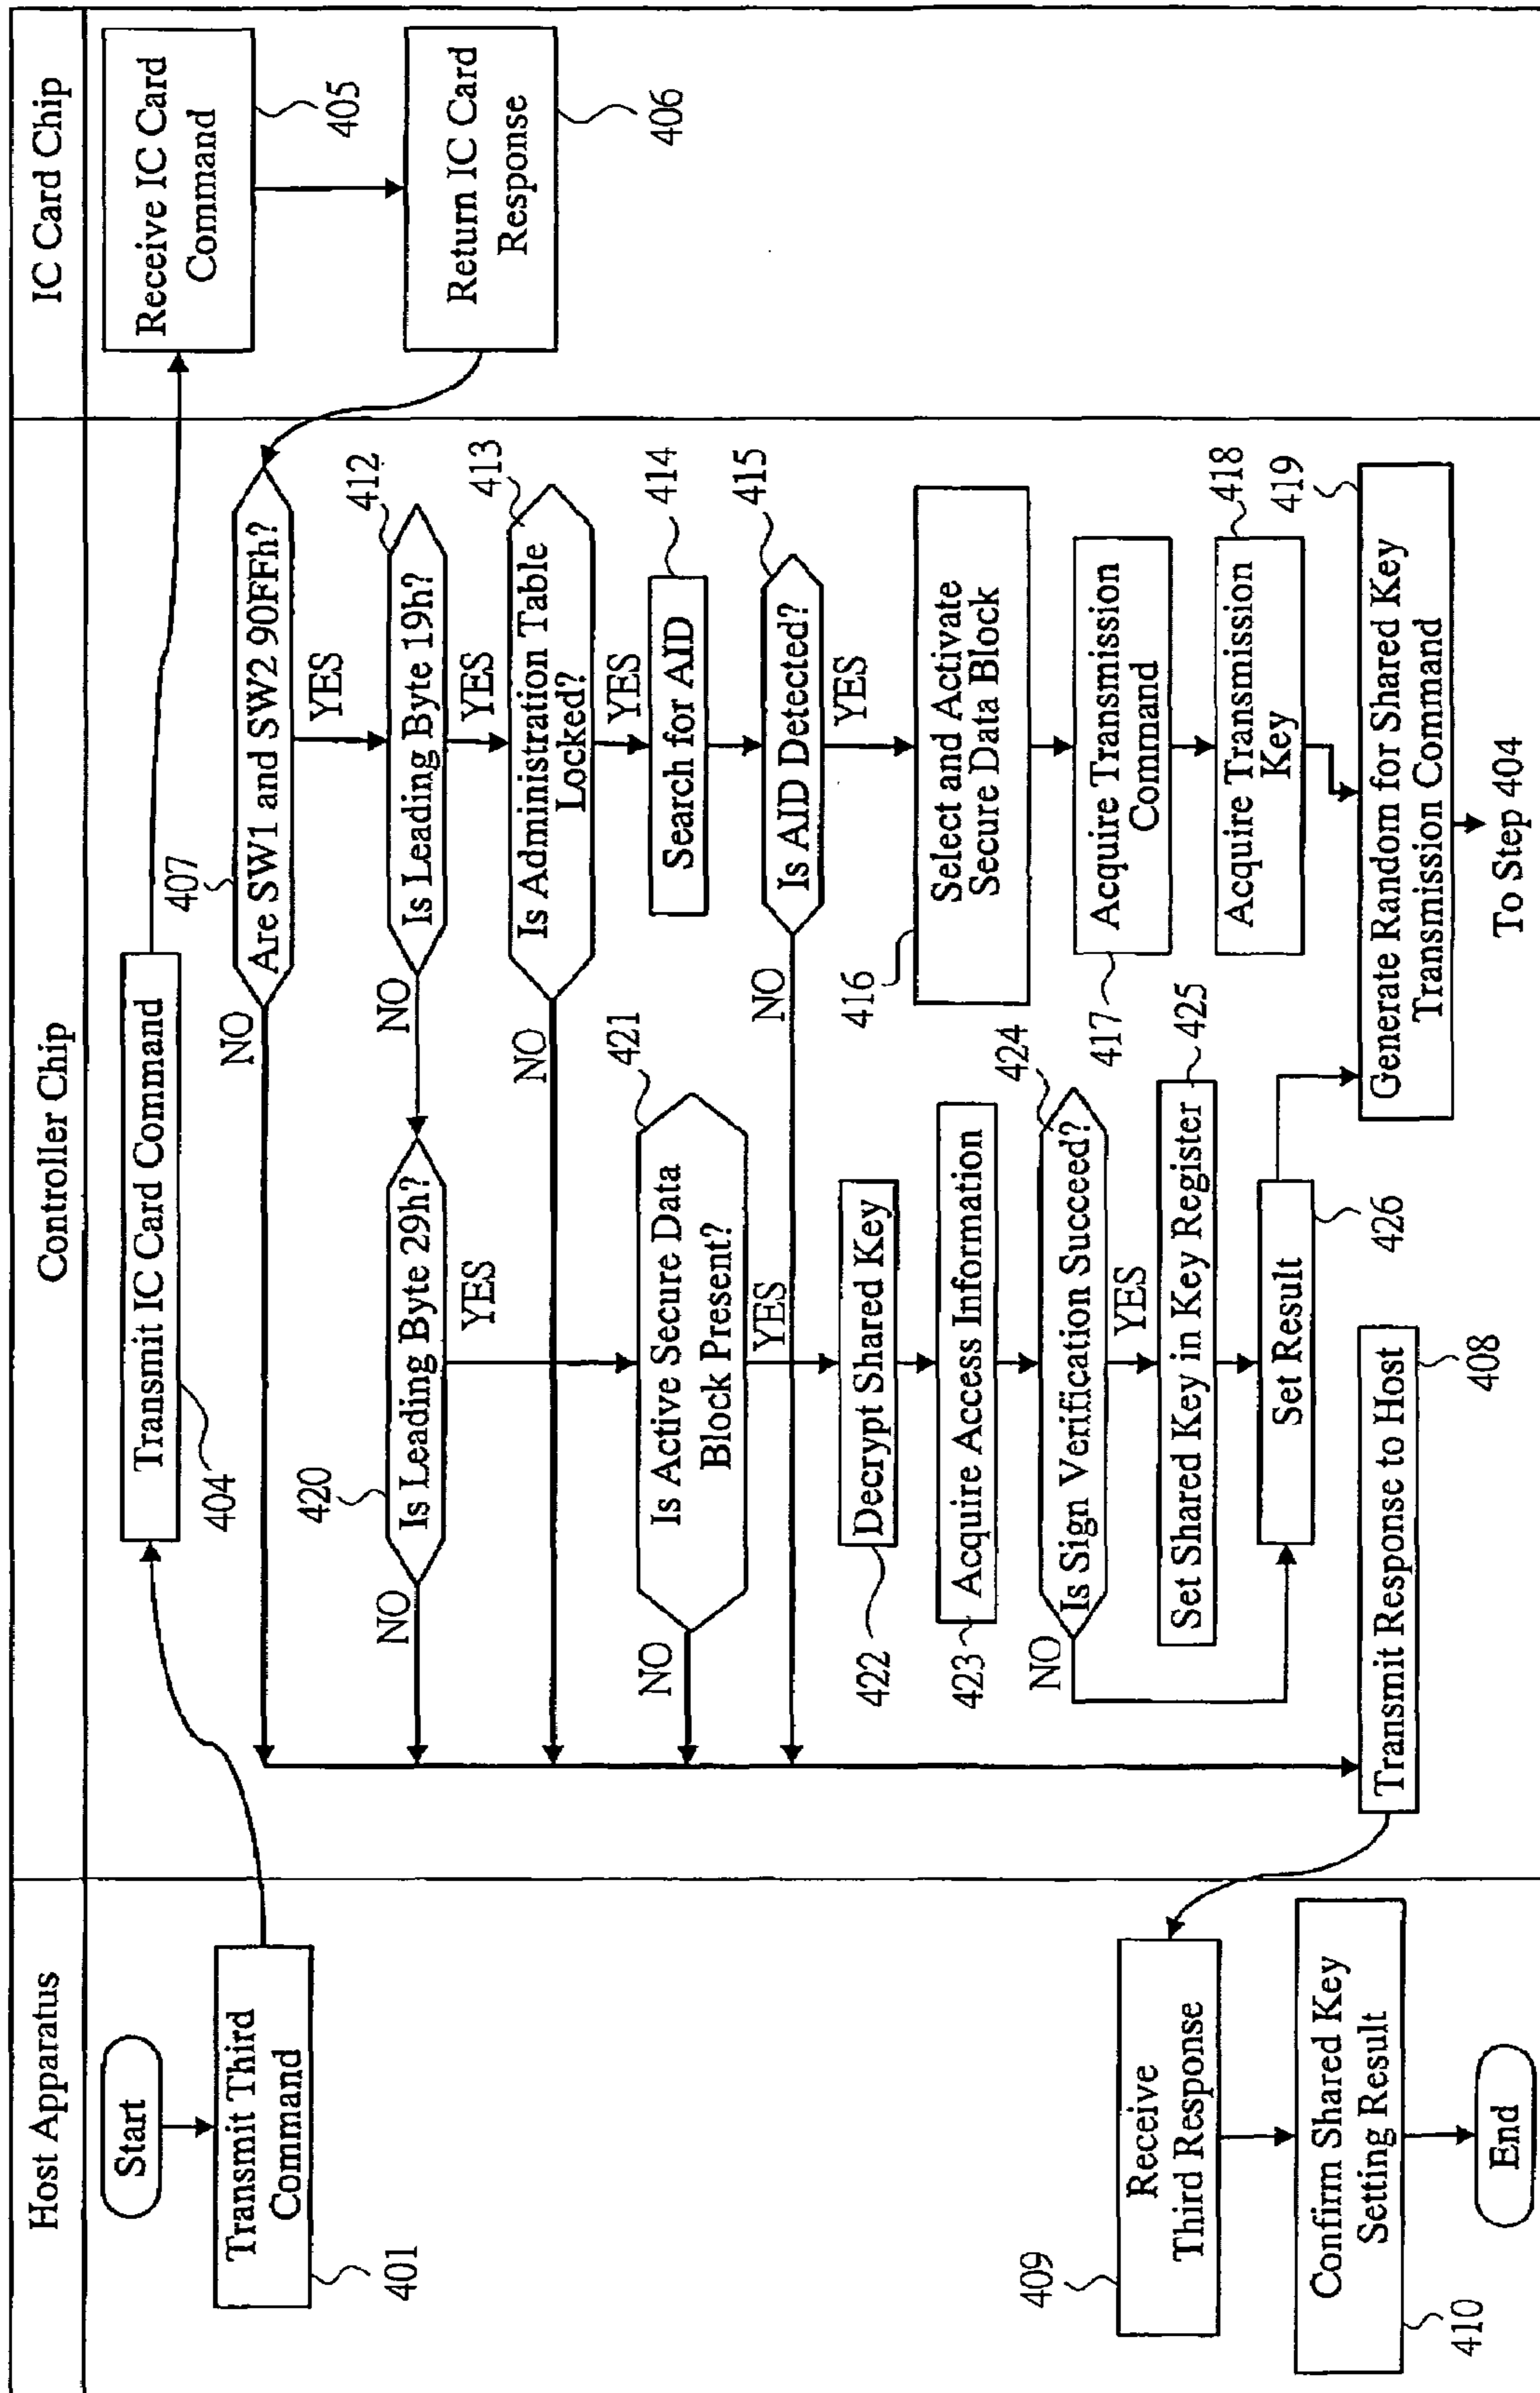 Host Apparatus
Controller Chip
IC Card Chip
Start
Transmit Third
Command
401
Transmit IC Card Command
404
Receive IC Card
Command
405
Return IC Card
Response
406
407
Are SW1 and SW2 90FFh?
NO
YES
412
Is Leading Byte 19h?
NO
YES
413
Is Administration Table
Locked?
NO
YES
414
Search for AID
415
Is AID Detected?
NO
YES
416
Select and Activate
Secure Data Block
417
Acquire Transmission
Command
418
Acquire Transmission
Key
419
Generate Random for Shared Key
Transmission Command
To Step 404
420
Is Leading Byte 29h?
NO
YES
421
Is Active Secure Data
Block Present?
NO
YES
422
Decrypt Shared Key
423
Acquire Access Information
424
Is Sign Verification Succeed?
NO
YES
425
Set Shared Key in Key Register
Set Result
426
Transmit Response to Host
408
409
Receive
Third Response
Confirm Shared Key
Setting Result
410
End